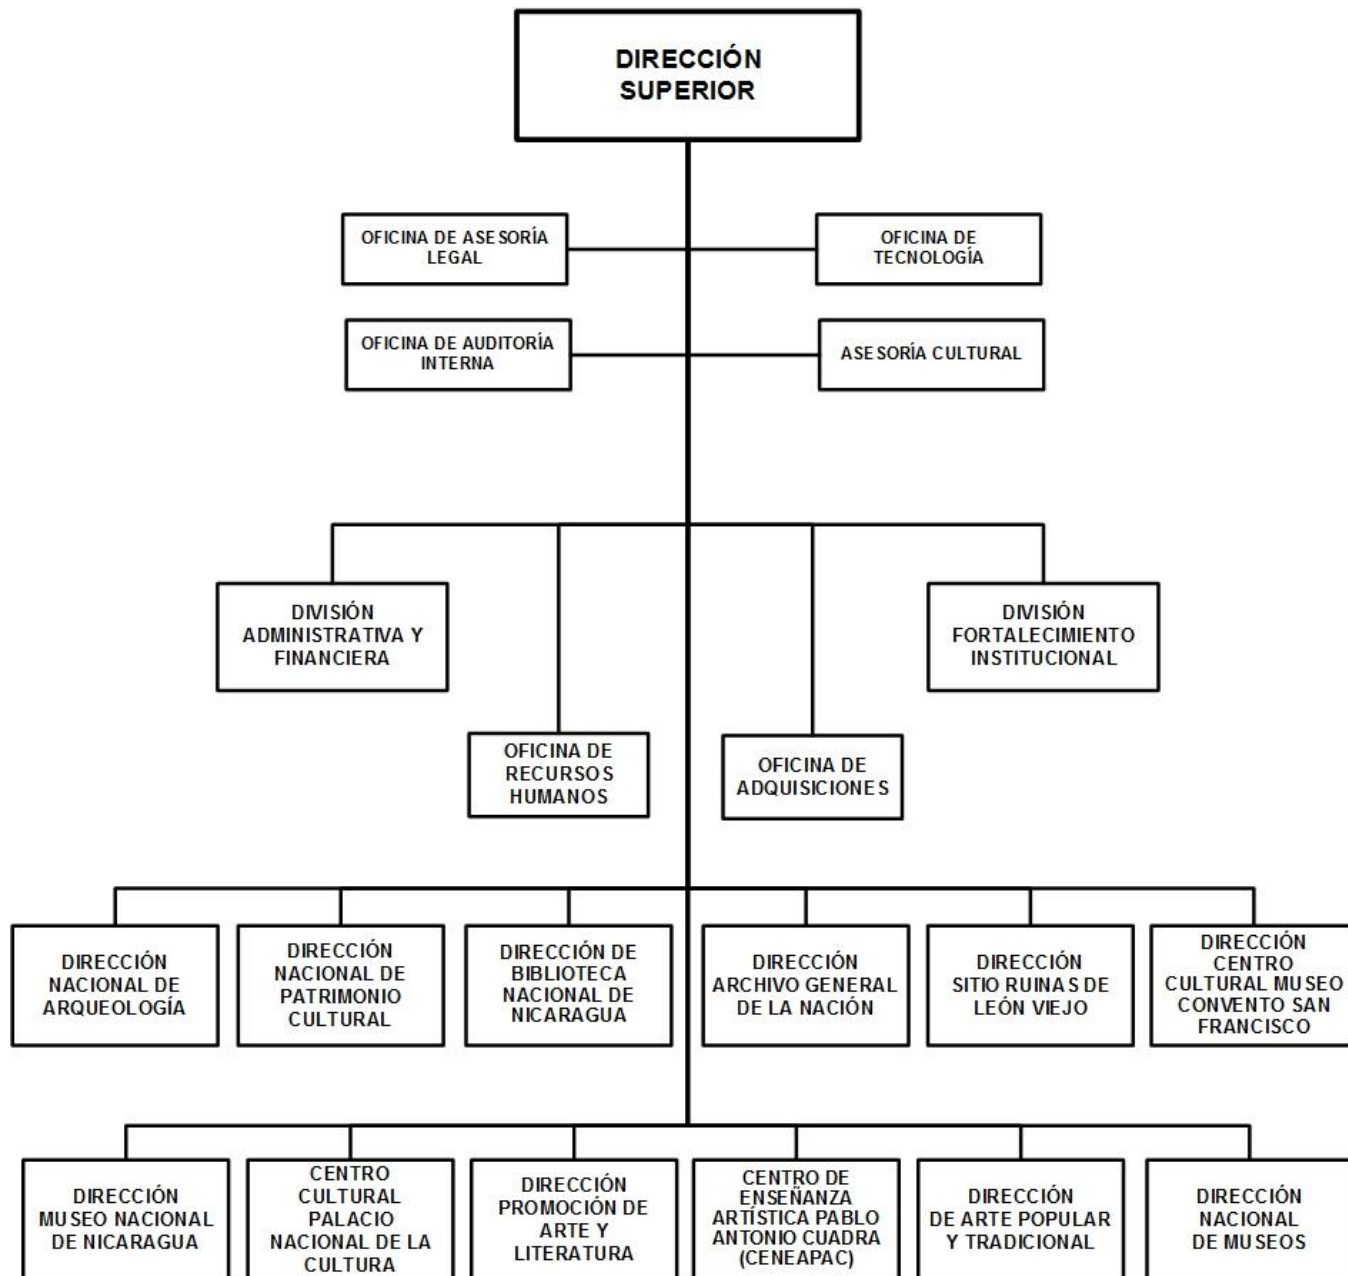 DIRECCIÓN
SUPERIOR
OFICINA DE ASESORÍA
LEGAL
OFICINA DE
TECNOLOGÍA
OFICINA DE AUDITORÍA
INTERNA
ASESORÍA CULTURAL
DIVISIÓN
ADMINISTRATIVA Y
FINANCIERA
DIVISIÓN
FORTALECIMIENTO
INSTITUCIONAL
OFICINA DE
RECURSOS
HUMANOS
OFICINA DE
ADQUISICIONES
DIRECCIÓN
NACIONAL DE
ARQUEOLOGÍA
DIRECCIÓN
NACIONAL DE
PATRIMONIO
CULTURAL
DIRECCIÓN DE
BIBLIOTECA
NACIONAL DE
NICARAGUA
DIRECCIÓN
ARCHIVO GENERAL
DE LA NACIÓN
DIRECCIÓN
SITIO RUINAS DE
LEÓN VIEJO
DIRECCIÓN
CENTRO
CULTURAL MUSEO
CONVENTO SAN
FRANCISCO
DIRECCIÓN
MUSEO NACIONAL
DE NICARAGUA
CENTRO
CULTURAL
PALACIO
NACIONAL DE LA
CULTURA
DIRECCIÓN
PROMOCIÓN DE
ARTE Y
LITERATURA
CENTRO DE
ENSEÑANZA
ARTÍSTICA PABLO
ANTONIO CUADRA
(CENEAPAC)
DIRECCIÓN
DE ARTE POPULAR
Y TRADICIONAL
DIRECCIÓN
NACIONAL
DE MUSEOS